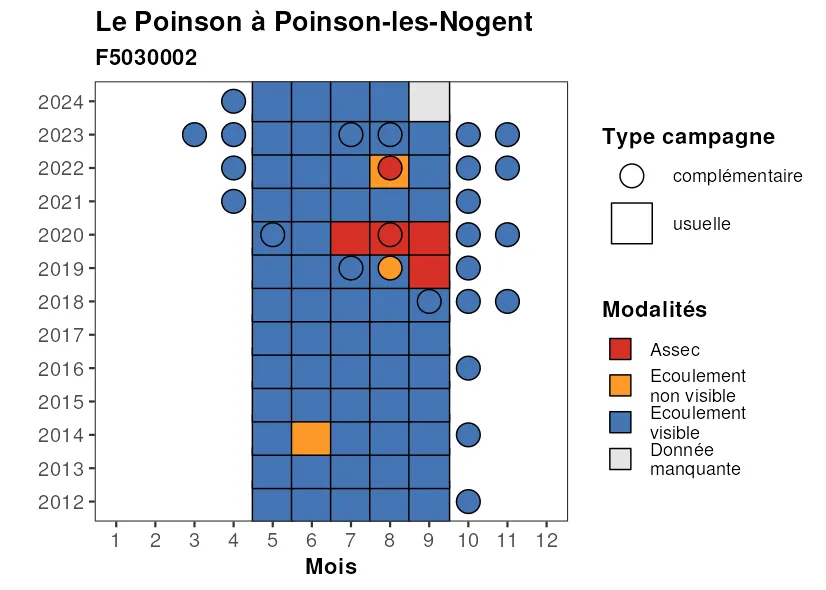 Le Poinson à Poinson-les-Nogent
F5030002
2024
2023
2022
2021
2020
2019
2018
2017
2016
2015
2014
2013
2012
1 2 3 4 5 6 7 8 9 10 11 12
Mois
Type campagne
complémentaire
usuelle
Modalités
Assec
Ecoulement
non visible
Ecoulement
visible
Donnée
manquante